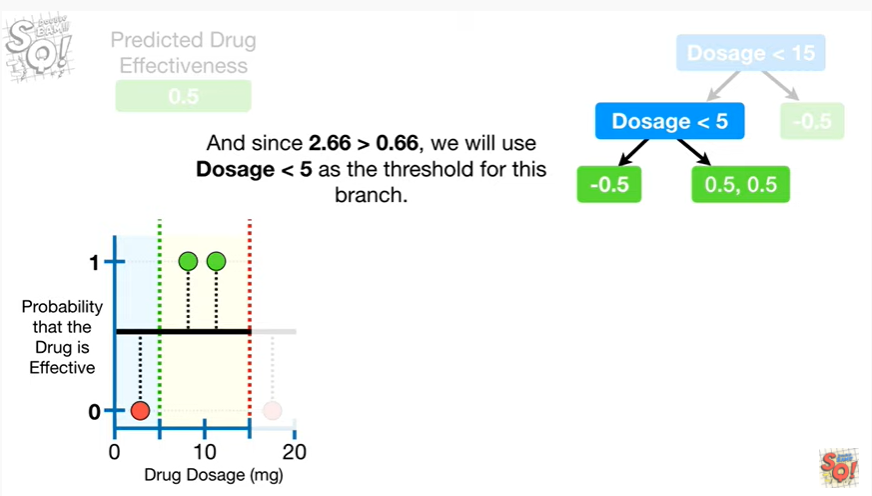 Predicted Drug
Effectiveness
0.5
Dosage < 15
Dosage < 5
-0.5
-0.5
0.5, 0.5
And since 2.66 > 0.66, we will use
Dosage < 5 as the threshold for this
branch.
1
Probability
that the
Drug is
Effective
0
0 10 20
Drug Dosage (mg)
SQ!